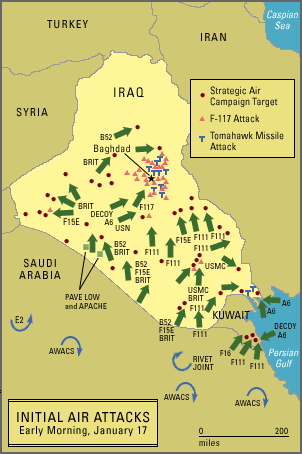 TURKEY
Caspian
Sea
IRAN
SYRIA
IRAQ
Strategic Air
Campaign Target
F-117 Attack
Tomahawk Missile
Attack
B52
Baghdad
BRIT
BRIT
F15E
DECOY
A6
F117
USN
B52
BRIT
F111
F15E
F111
F111
SAUDI
ARABIA
PAVE LOW
and APACHE
B52
F15E
BRIT
F111
USMC
USMC
BRIT
F111
B52
F15E
BRIT
BRIT
F111
F111
KUWAIT
A6
A6
DECOY
A6
F16
F111
F111
Persian
Gulf
E2
AWACS
RIVET
JOINT
AWACS
AWACS
INITIAL AIR ATTACKS
Early Morning, January 17
0 200
miles